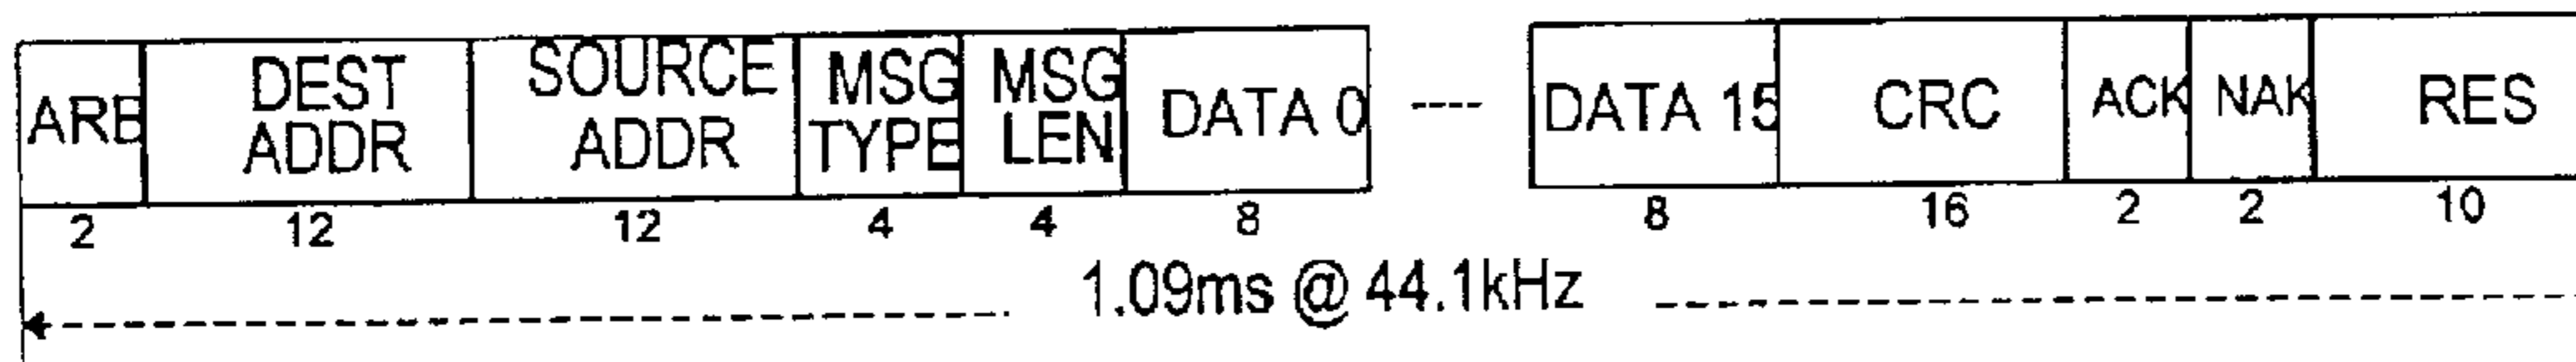 ARB
DEST
ADDR
SOURCE
ADDR
MSG
TYPE
MSG
LEN
DATA 0
----
DATA 15
CRC
ACK
NAK
RES
2 12 12 4 4 8 8 16 2 2 10
1.09ms @ 44.1kHz